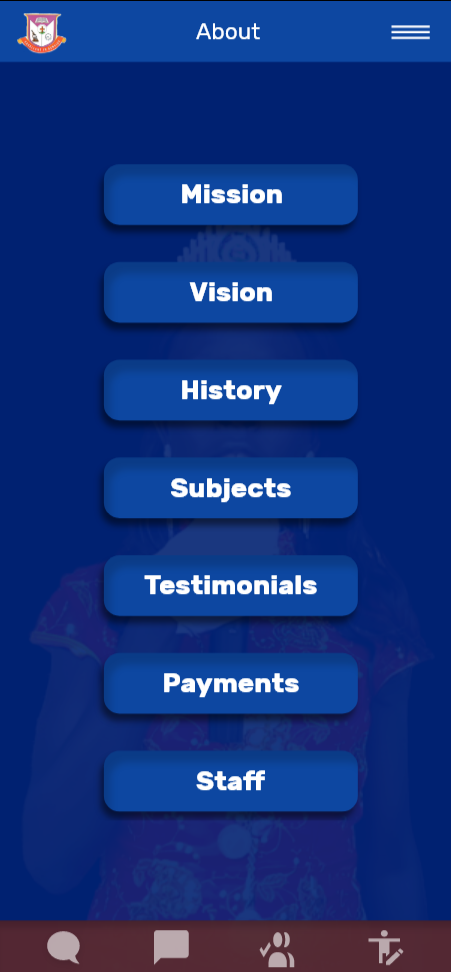 About
Mission
Vision
History
Subjects
Testimonials
Payments
Staff